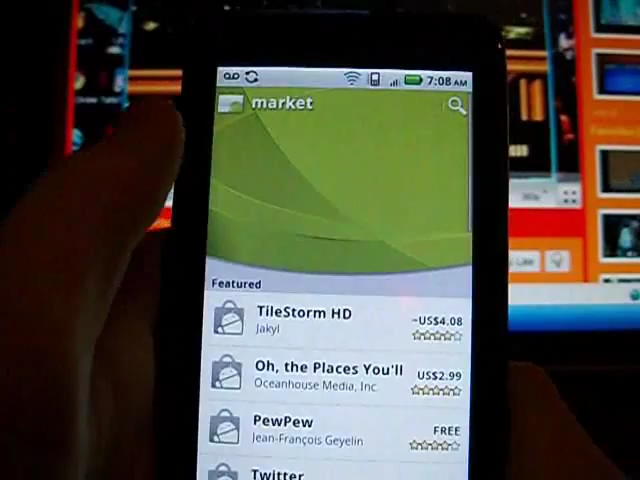 7:08 AM
market
Featured
TileStorm HD
Jakyl
~US$4.08
Oh, the Places You'll
Oceanhouse Media, Inc.
US$2.99
PewPew
Jean-François Geyelin
FREE
Twitter